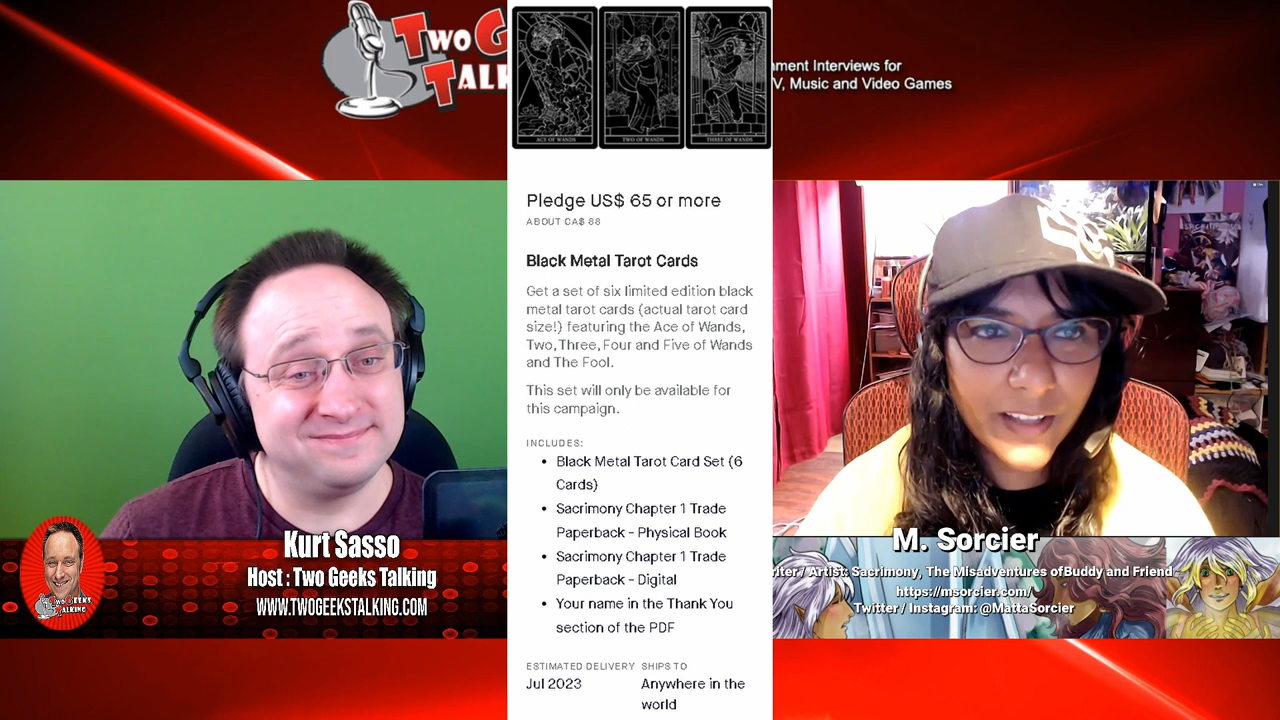 Two G
Talk
nment Interviews for
V, Music and Video Games
ACE OF WANDS
TWO OF WANDS
THREE OF WANDS
Pledge US$ 65 or more
ABOUT CA$ 88
Black Metal Tarot Cards
Get a set of six limited edition black
metal tarot cards (actual tarot card
size!) featuring the Ace of Wands,
Two, Three, Four and Five of Wands
and The Fool.
This set will only be available for
this campaign.
INCLUDES:
• Black Metal Tarot Card Set (6
Cards)
• Sacrimony Chapter 1 Trade
Paperback - Physical Book
• Sacrimony Chapter 1 Trade
Paperback - Digital
• Your name in the Thank You
section of the PDF
ESTIMATED DELIVERY
Jul 2023
SHIPS TO
Anywhere in the
world
Kurt Sasso
Host : Two Geeks Talking
WWW.TWOGEEKSTALKING.COM
Two Geeks
Talking
M. Sorcier
riter / Artist: Sacrimony, The Misadventures ofBuddy and Friend
https://msorcier.com/
Twitter / Instagram: @MattaSorcier